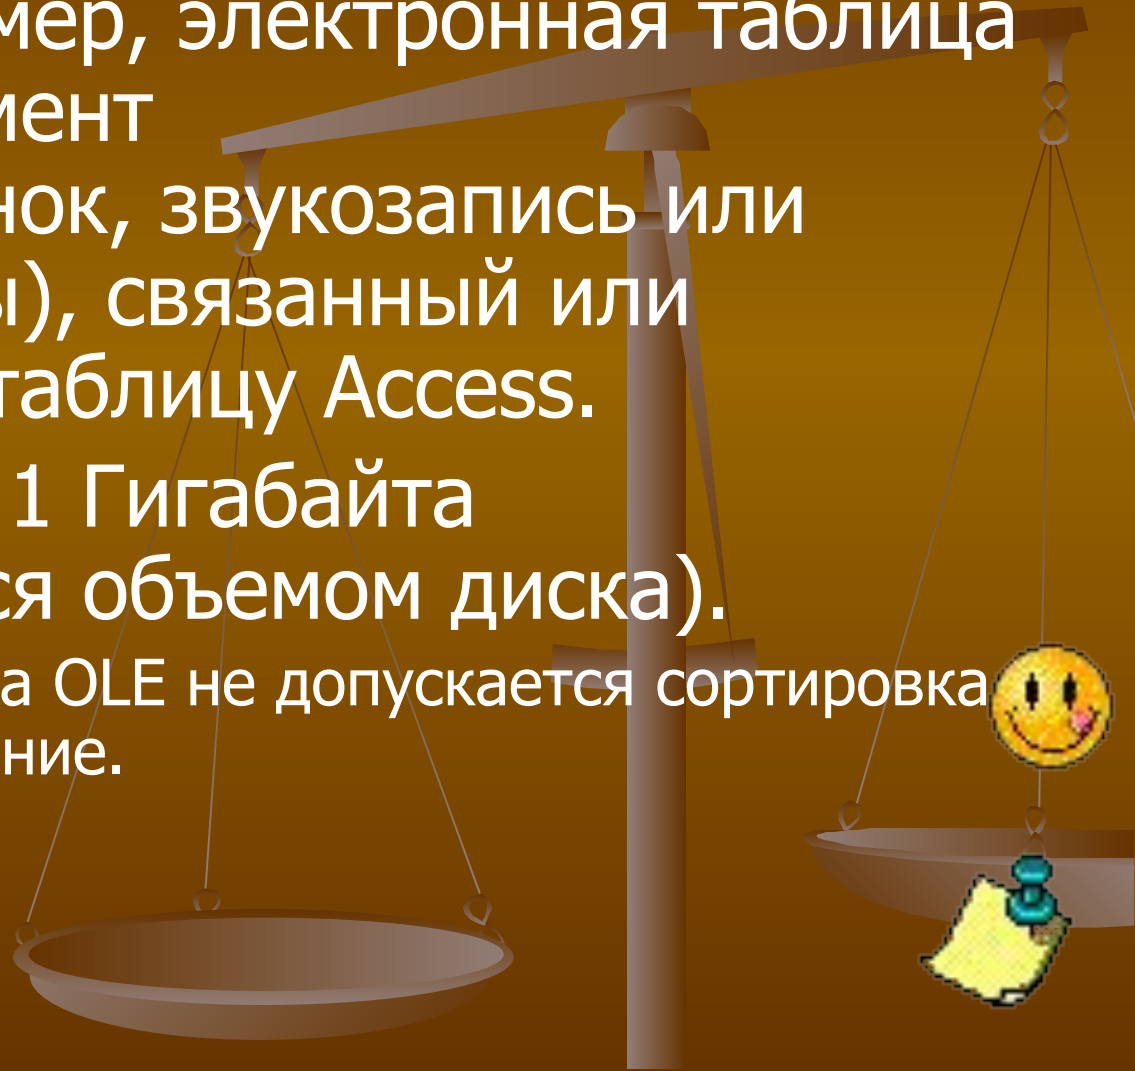 мер, электронная таблица
мент
нок, звукозапись или
ы), связанный или
таблицу Access.
1 Гигабайта
ся объемом диска).
а OLE не допускается сортировка
ние.